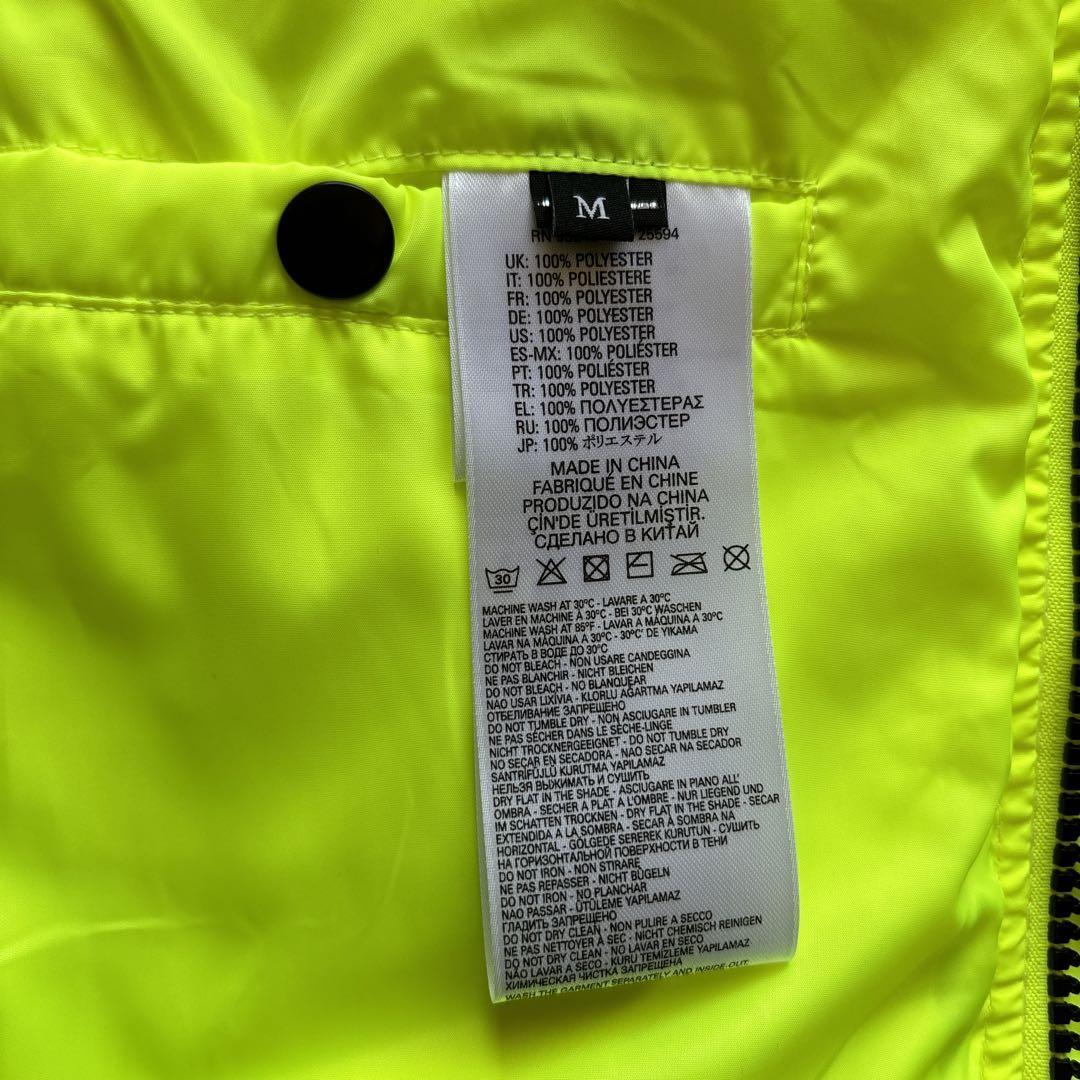 M
RN 25594
UK: 100% POLYESTER
IT: 100% POLIESTERE
FR: 100% POLYESTER
DE: 100% POLYESTER
US: 100% POLYESTER
ES-MX: 100% POLIÉSTER
PT: 100% POLIÉSTER
TR: 100% POLYESTER
EL: 100% ΠΟΛΥΕΣΤΕΡΑΣ
RU: 100% ПОЛИЭСТЕР
JP: 100% ポリエステル
MADE IN CHINA
FABRIQUÉ EN CHINE
PRODUZIDO NA CHINA
ÇİN'DE ÜRETİLMİŞTİR.
СДЕЛАНО В КИТАЙ
30
MACHINE WASH AT 30ºC - LAVARE A 30ºC
LAVER EN MACHINE À 30ºC - BEI 30ºC WASCHEN
MACHINE WASH AT 85ºF - LAVAR A MÁQUINA A 30ºC
LAVAR NA MÁQUINA A 30ºC - 30ºC' DE YIKAMA
СТИРАТЬ В ВОДЕ ДО 30ºC
DO NOT BLEACH - NON USARE CANDEGGINA
NE PAS BLANCHIR - NICHT BLEICHEN
DO NOT BLEACH - NO BLANQUEAR
NÃO USAR LIXÍVIA - KLORLU AĞARTMA YAPILAMAZ
ОТБЕЛИВАНИЕ ЗАПРЕЩЕНО
DO NOT TUMBLE DRY - NON ASCIUGARE IN TUMBLER
NE PAS SÉCHER DANS LE SÈCHE-LINGE
NICHT TROCKNERGEEIGNET - DO NOT TUMBLE DRY
NO SECAR EN SECADORA - NÃO SECAR NA SECADOR
SANTRİFÜJLÜ KURUTMA YAPILAMAZ
НЕЛЬЗЯ ВЫЖИМАТЬ И СУШИТЬ
DRY FLAT IN THE SHADE - ASCIUGARE IN PIANO ALL'
OMBRA - SÉCHER À PLAT À L'OMBRE - NUR LIEGEND UND
IM SCHATTEN TROCKNEN - DRY FLAT IN THE SHADE - SECAR
EXTENDIDA A LA SOMBRA - SECAR À SOMBRA NA
HORIZONTAL - GÖLGEDE SEREREK KURUTUN - СУШИТЬ
НА ГОРИЗОНТАЛЬНОЙ ПОВЕРХНОСТИ В ТЕНИ
DO NOT IRON - NON STIRARE
NE PAS REPASSER - NICHT BÜGELN
DO NOT IRON - NO PLANCHAR
NÃO PASSAR - ÜTÜLEME YAPILAMAZ
ГЛАДИТЬ ЗАПРЕЩЕНО
DO NOT DRY CLEAN - NON PULIRE A SECCO
NE PAS NETTOYER À SEC - NICHT CHEMISCH REINIGEN
DO NOT DRY CLEAN - NO LAVAR EN SECO
NÃO LAVAR A SECO - KURU TEMİZLEME YAPILAMAZ
ХИМИЧЕСКАЯ ЧИСТКА ЗАПРЕЩЕНА
WASH THE GARMENT SEPARATELY AND INSIDE-OUT.